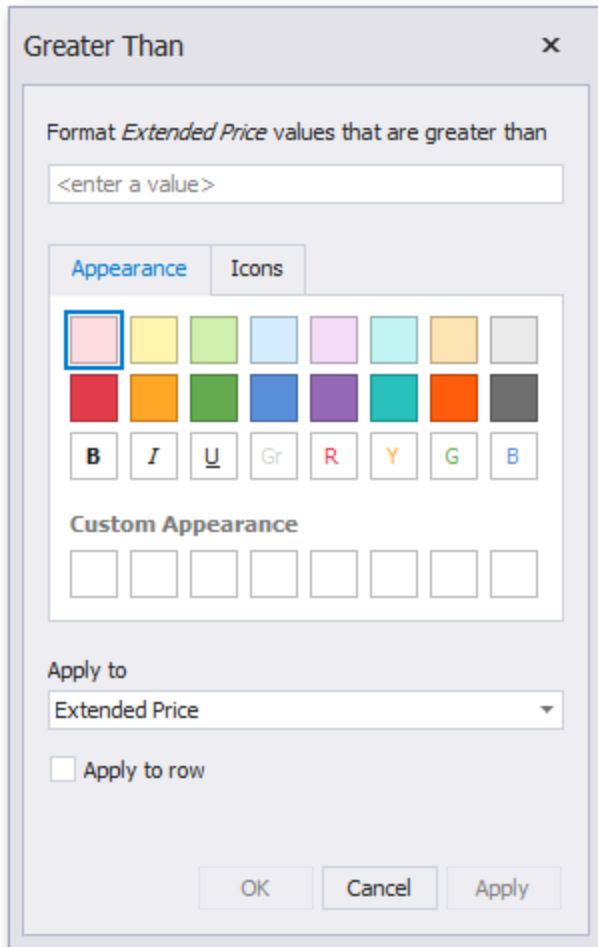 Greater Than
Format Extended Price values that are greater than
<enter a value>
Appearance Icons
B I U Gr R Y G B
Custom Appearance
Apply to
Extended Price
Apply to row
OK Cancel Apply